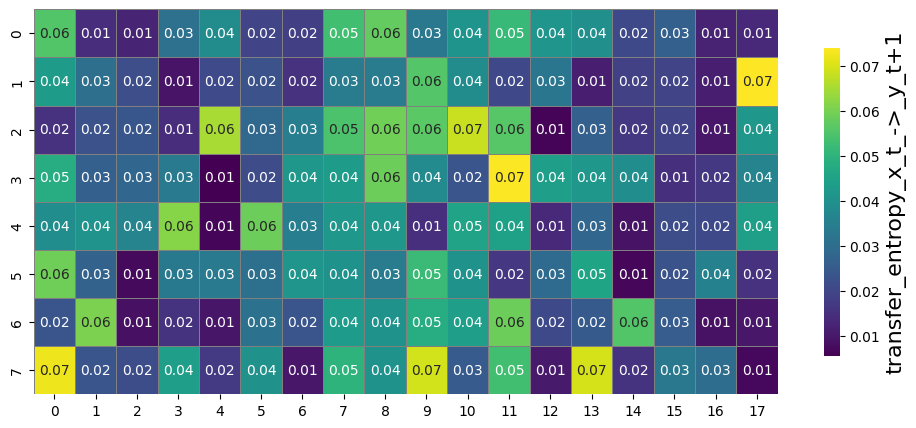 0 0.06 0.01 0.01 0.03 0.04 0.02 0.02 0.05 0.06 0.03 0.04 0.05 0.04 0.04 0.02 0.03 0.01 0.01
1 0.04 0.03 0.02 0.01 0.02 0.02 0.02 0.03 0.03 0.06 0.04 0.02 0.03 0.01 0.02 0.02 0.01 0.07
2 0.02 0.02 0.02 0.01 0.06 0.03 0.03 0.05 0.06 0.06 0.07 0.06 0.01 0.03 0.02 0.02 0.01 0.04
3 0.05 0.03 0.03 0.03 0.01 0.02 0.04 0.04 0.06 0.04 0.02 0.07 0.04 0.04 0.04 0.01 0.02 0.04
4 0.04 0.04 0.04 0.06 0.01 0.06 0.03 0.04 0.04 0.01 0.05 0.04 0.01 0.03 0.01 0.02 0.02 0.04
5 0.06 0.03 0.01 0.03 0.03 0.03 0.04 0.04 0.03 0.05 0.04 0.02 0.03 0.05 0.01 0.02 0.04 0.02
6 0.02 0.06 0.01 0.02 0.01 0.03 0.02 0.04 0.04 0.05 0.04 0.06 0.02 0.02 0.06 0.03 0.01 0.01
7 0.07 0.02 0.02 0.04 0.02 0.04 0.01 0.05 0.04 0.07 0.03 0.05 0.01 0.07 0.02 0.03 0.03 0.01
0 1 2 3 4 5 6 7 8 9 10 11 12 13 14 15 16 17
0.07
0.06
0.05
0.04
0.03
0.02
0.01
transfer_entropy_x_t_->_y_t+1